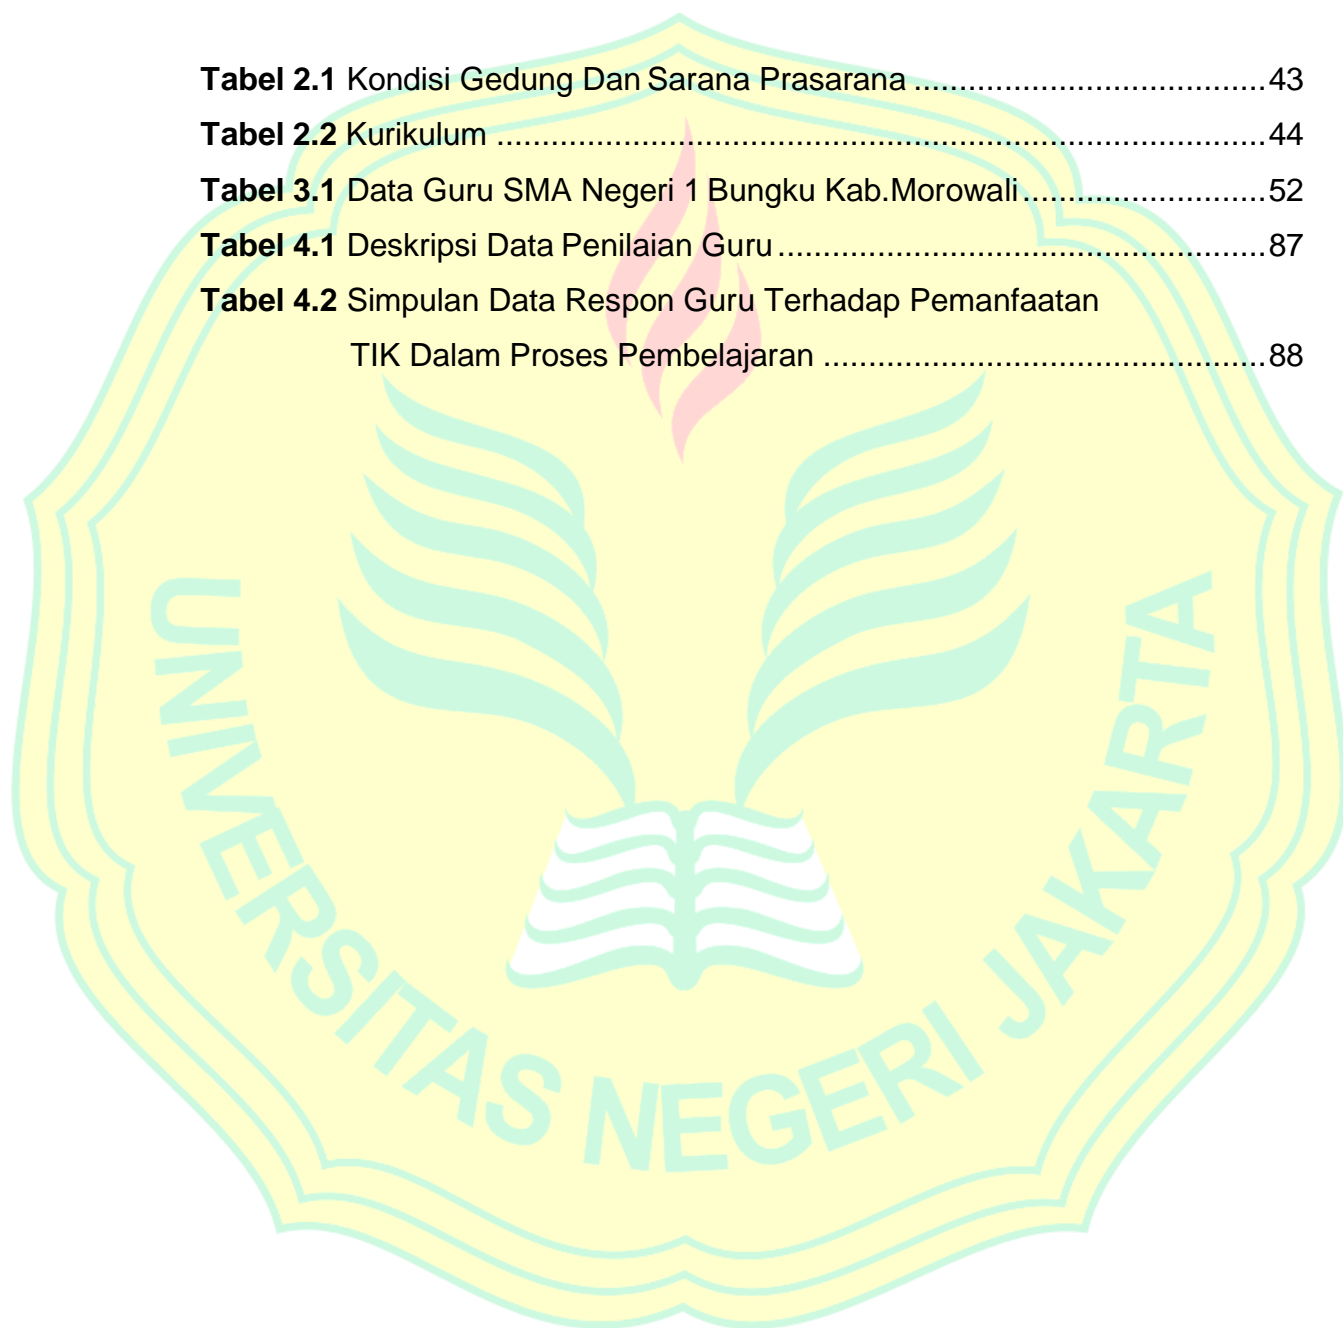 Tabel 2.1 Kondisi Gedung Dan Sarana Prasarana .......................................43
Tabel 2.2 Kurikulum .....................................................................................44
Tabel 3.1 Data Guru SMA Negeri 1 Bungku Kab.Morowali...........................52
Tabel 4.1 Deskripsi Data Penilaian Guru......................................................87
Tabel 4.2 Simpulan Data Respon Guru Terhadap Pemanfaatan
TIK Dalam Proses Pembelajaran .................................................88
UNIVERSITAS NEGERI JAKARTA